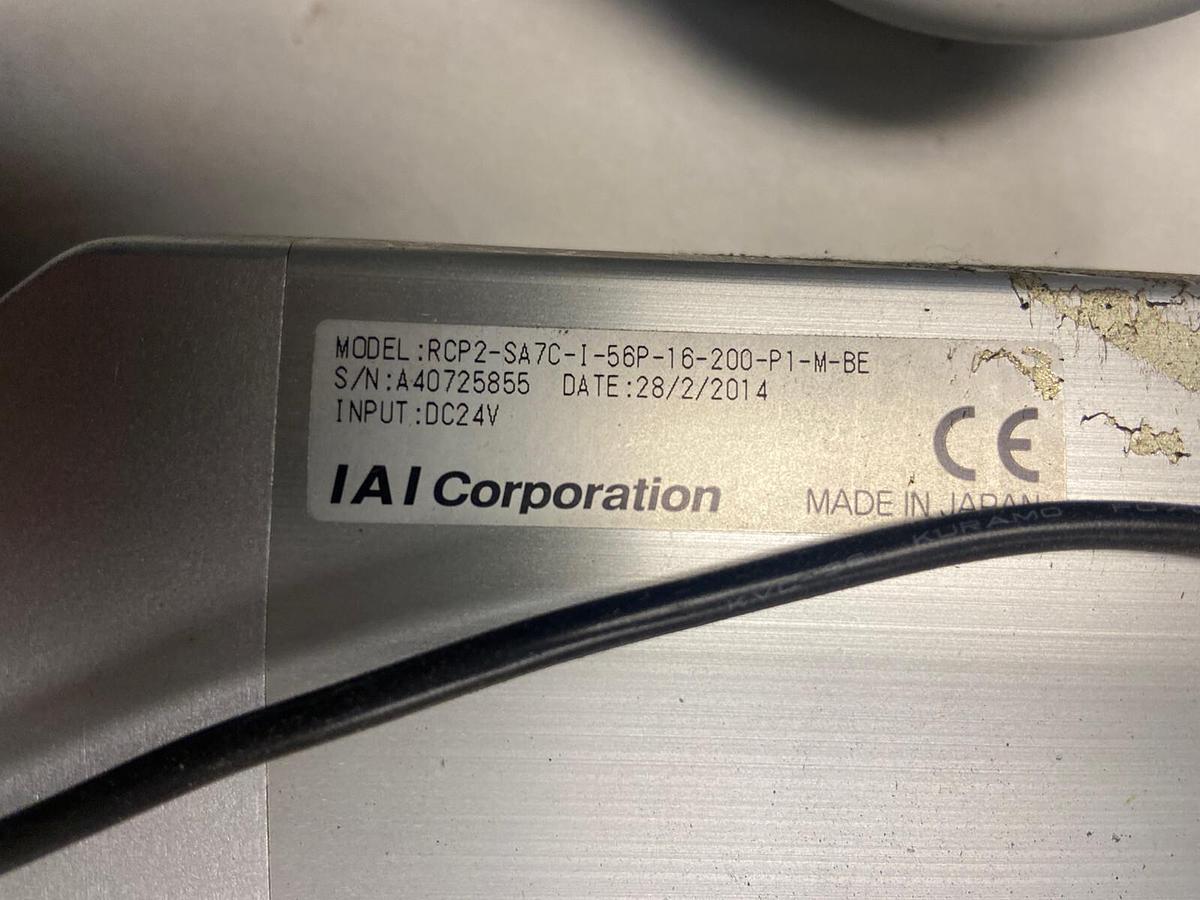 MODEL:RCP2-SA7C-I-56P-16-200-P1-M-BE
S/N:A40725855 DATE:28/2/2014
INPUT:DC24V
CE
IAI Corporation
MADE IN JAPAN
KURAMO